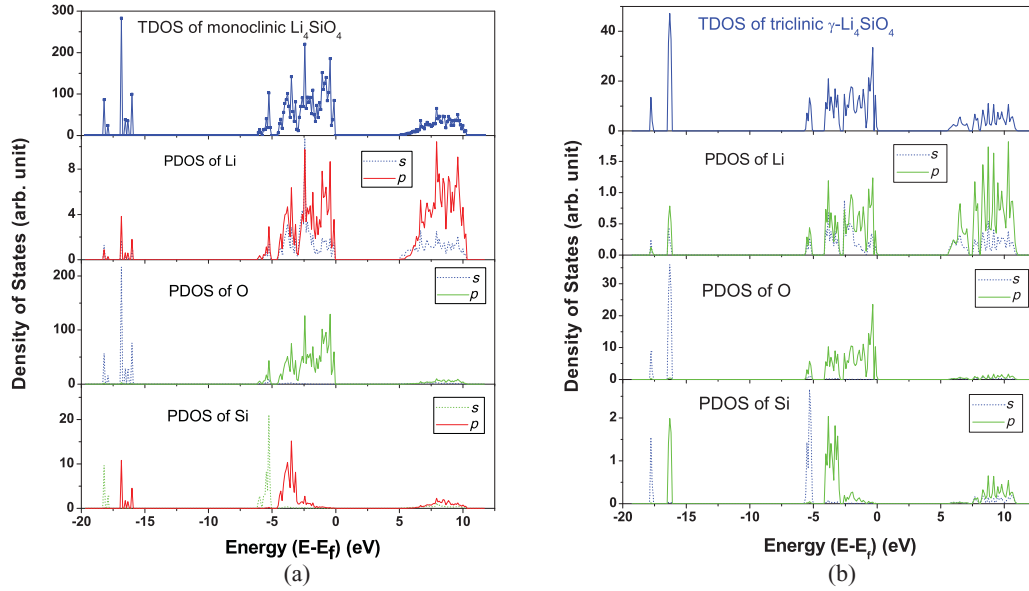 TDOS of monoclinic Li₄SiO₄
300
200
100
0
PDOS of Li
s
p
8
4
0
PDOS of O
s
p
200
100
0
PDOS of Si
s
p
20
10
0
-20 -15 -10 -5 0 5 10
Density of States (arb. unit)
Energy (E-Ef) (eV)
(a)
TDOS of triclinic γ-Li₄SiO₄
40
20
0
PDOS of Li
s
p
1.5
1.0
0.5
0.0
PDOS of O
s
p
30
20
10
0
PDOS of Si
s
p
2
1
0
-20 -15 -10 -5 0 5 10
Density of States (arb. unit)
Energy (E-Ef) (eV)
(b)